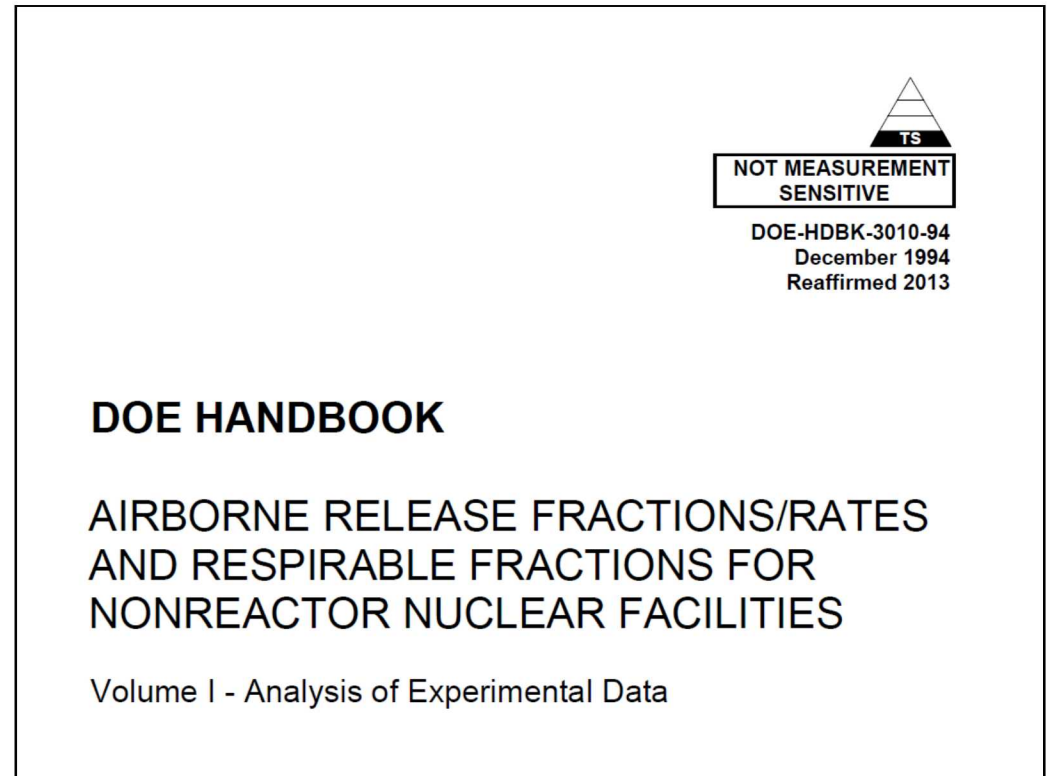 TS
NOT MEASUREMENT
SENSITIVE
DOE-HDBK-3010-94
December 1994
Reaffirmed 2013
DOE HANDBOOK
AIRBORNE RELEASE FRACTIONS/RATES
AND RESPIRABLE FRACTIONS FOR
NONREACTOR NUCLEAR FACILITIES
Volume I - Analysis of Experimental Data